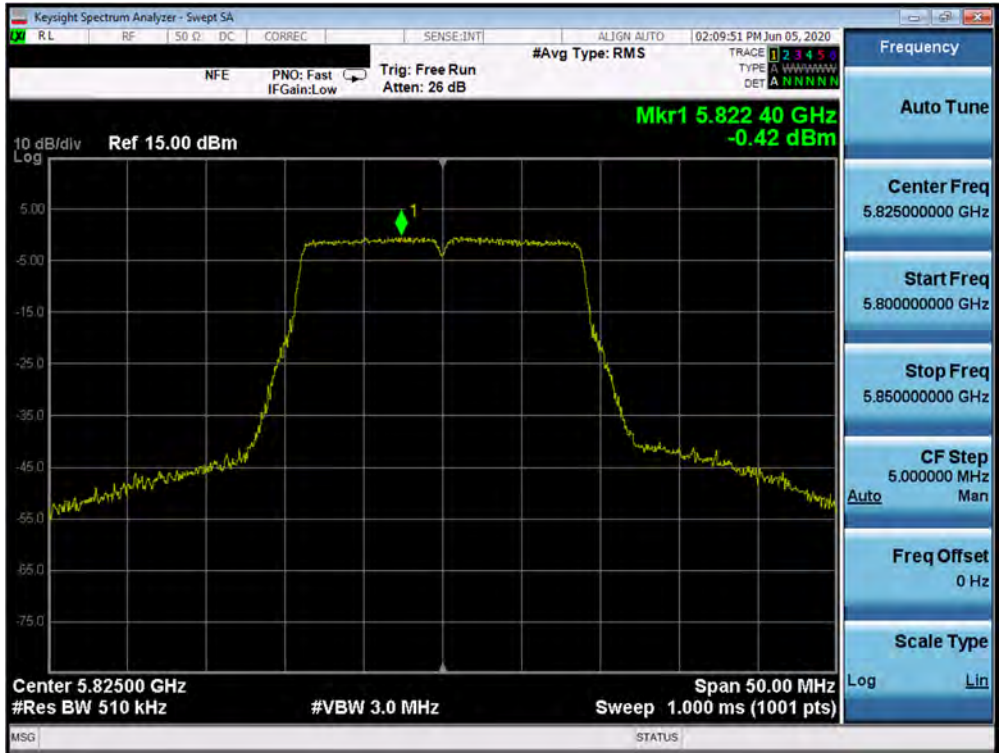 Keysight Spectrum Analyzer - Swept SA
LXI RL RF 50 Ω DC CORREC SENSE:INT ALIGN AUTO 02:09:51 PM Jun 05, 2020
NFE PNO: Fast Trig: Free Run #Avg Type: RMS TRACE 1 2 3 4 5 6
IFGain:Low Atten: 26 dB TYPE A WWWWW
DET A N N N N N
Mkr1 5.822 40 GHz
-0.42 dBm
10 dB/div Ref 15.00 dBm
Log
5.00
-5.00
-15.0
-25.0
-35.0
-45.0
-55.0
-65.0
-75.0
1
Center 5.82500 GHz Span 50.00 MHz
#Res BW 510 kHz #VBW 3.0 MHz Sweep 1.000 ms (1001 pts)
MSG STATUS
Frequency
Auto Tune
Center Freq
5.825000000 GHz
Start Freq
5.800000000 GHz
Stop Freq
5.850000000 GHz
CF Step
5.000000 MHz
Auto Man
Freq Offset
0 Hz
Scale Type
Log Lin